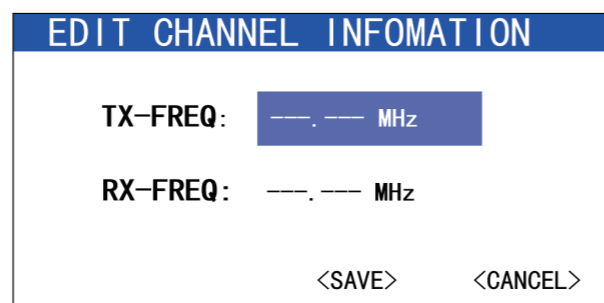 EDIT CHANNEL INFOMATION
TX-FREQ: ---.--- MHz
RX-FREQ: ---.--- MHz
<SAVE> <CANCEL>